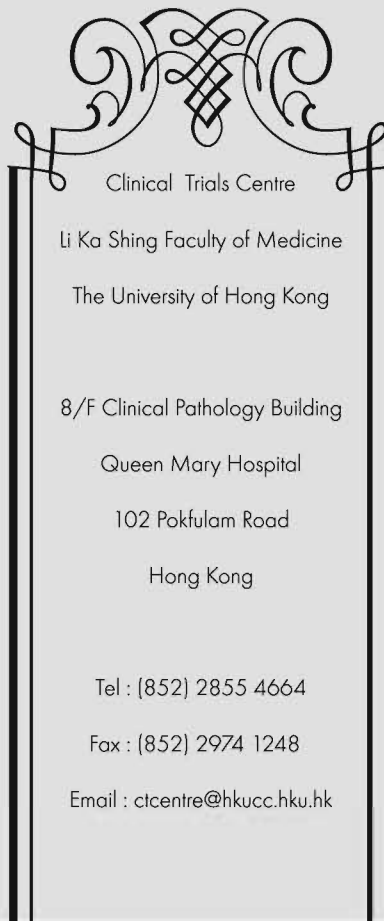 Clinical Trials Centre
Li Ka Shing Faculty of Medicine
The University of Hong Kong
8/F Clinical Pathology Building
Queen Mary Hospital
102 Pokfulam Road
Hong Kong
Tel : (852) 2855 4664
Fax : (852) 2974 1248
Email : ctcentre@hkucc.hku.hk